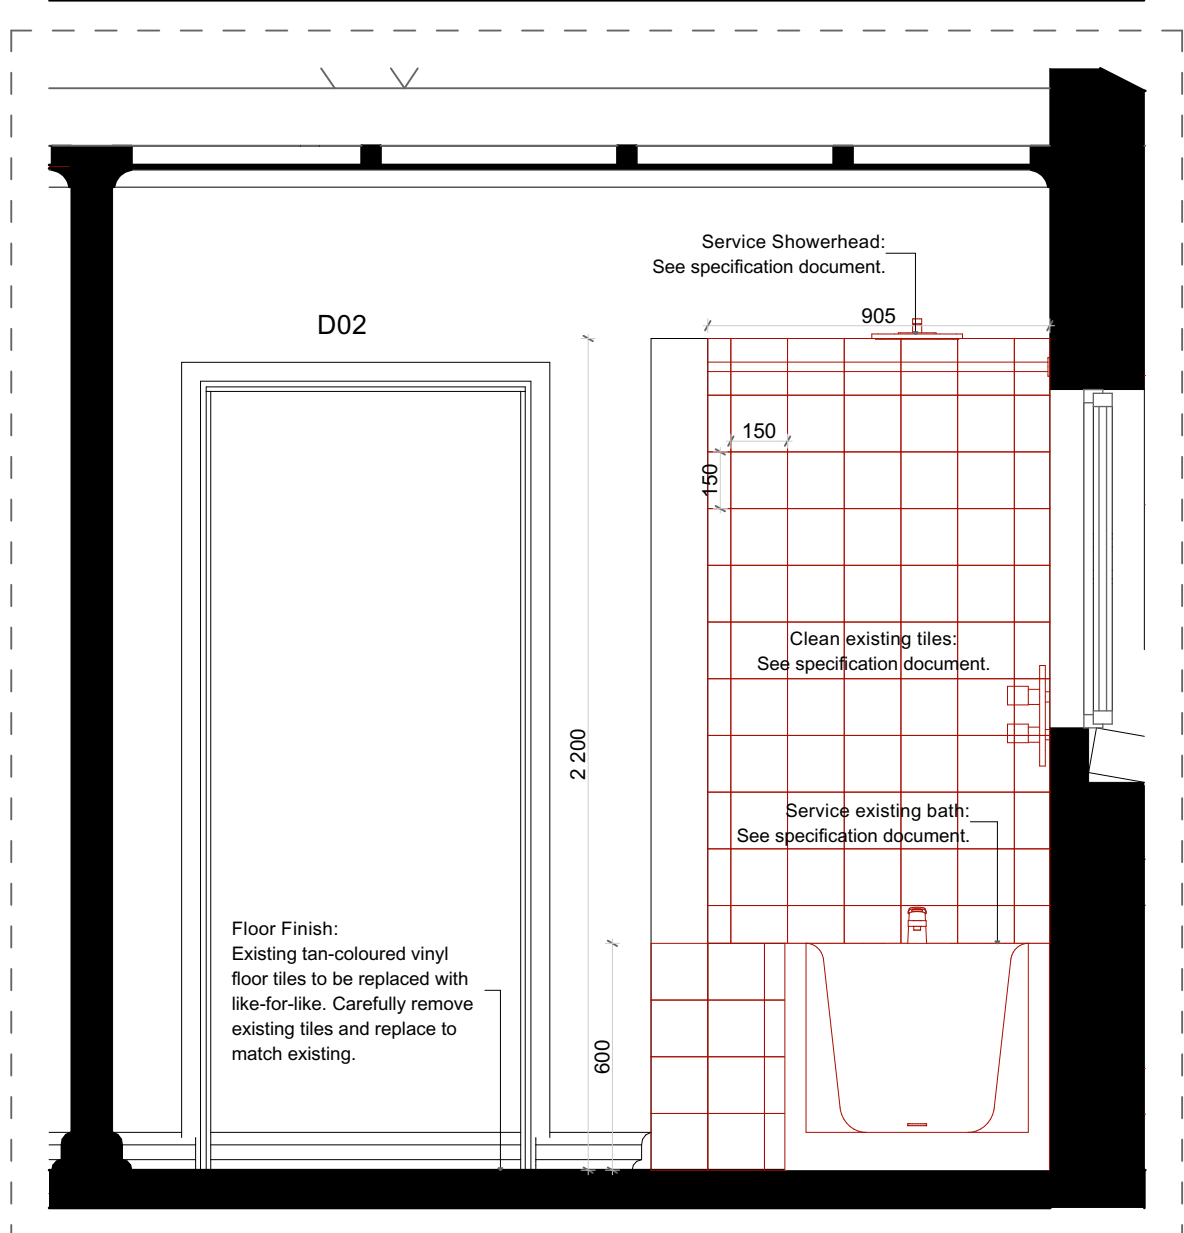 Service Showerhead:
See specification document.
D02
905
150
150
Clean existing tiles:
See specification document.
2 200
Service existing bath:
See specification document.
Floor Finish:
Existing tan-coloured vinyl
floor tiles to be replaced with
like-for-like. Carefully remove
existing tiles and replace to
match existing.
600